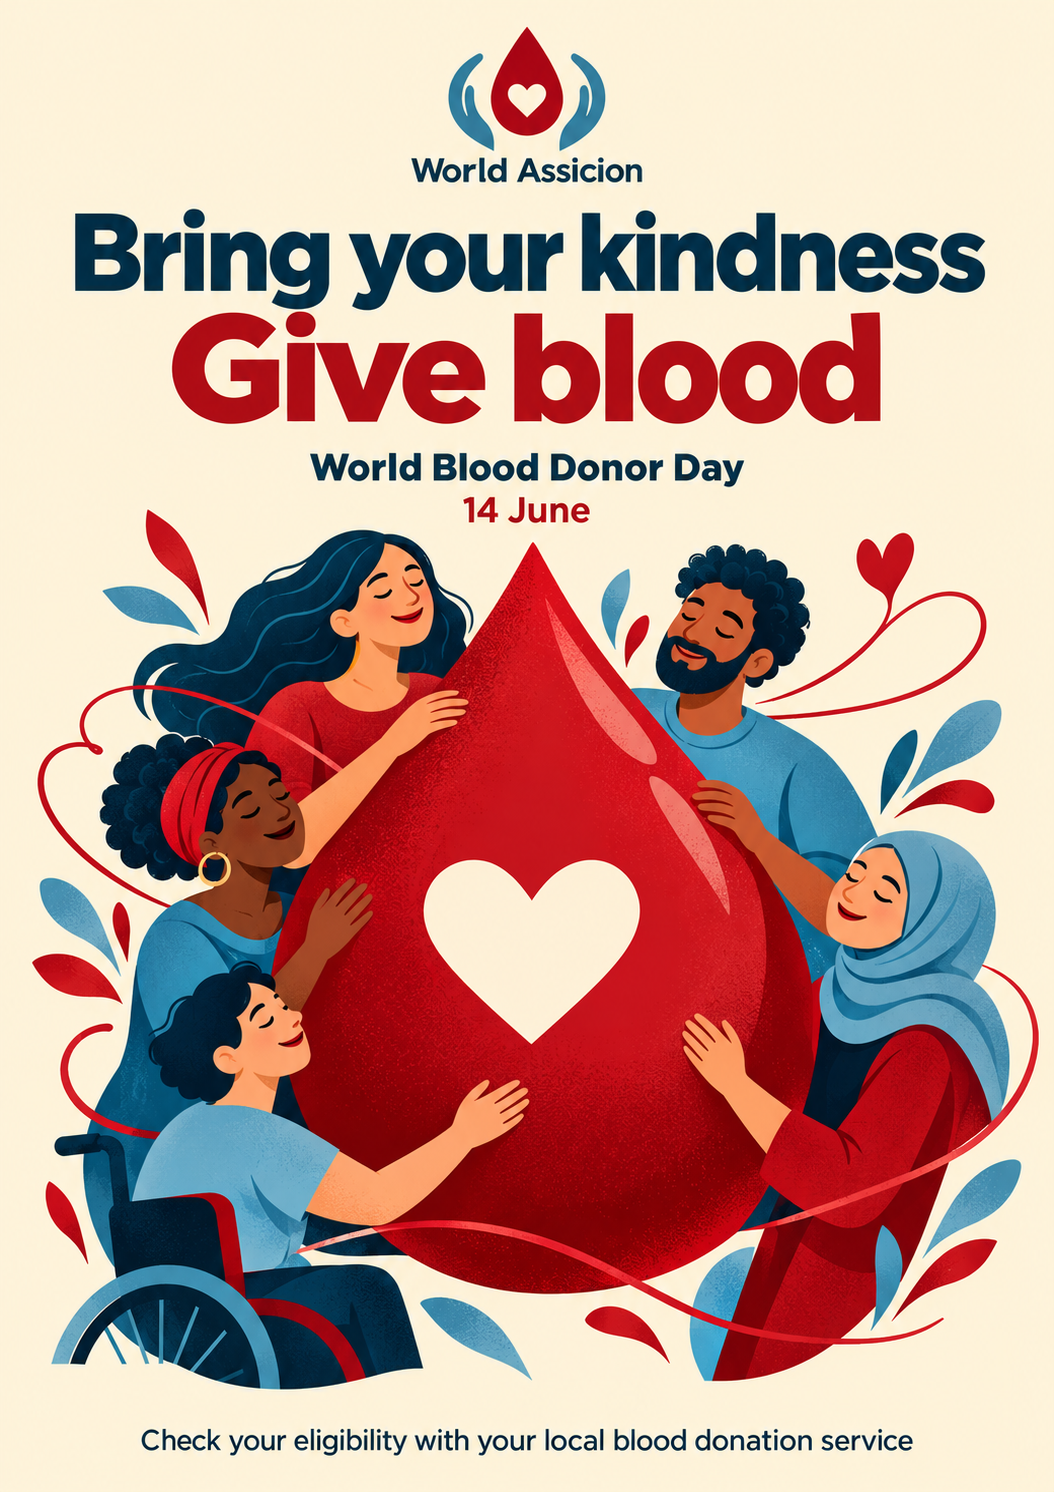 World Assicion
Bring your kindness
Give blood
World Blood Donor Day
14 June
Check your eligibility with your local blood donation service